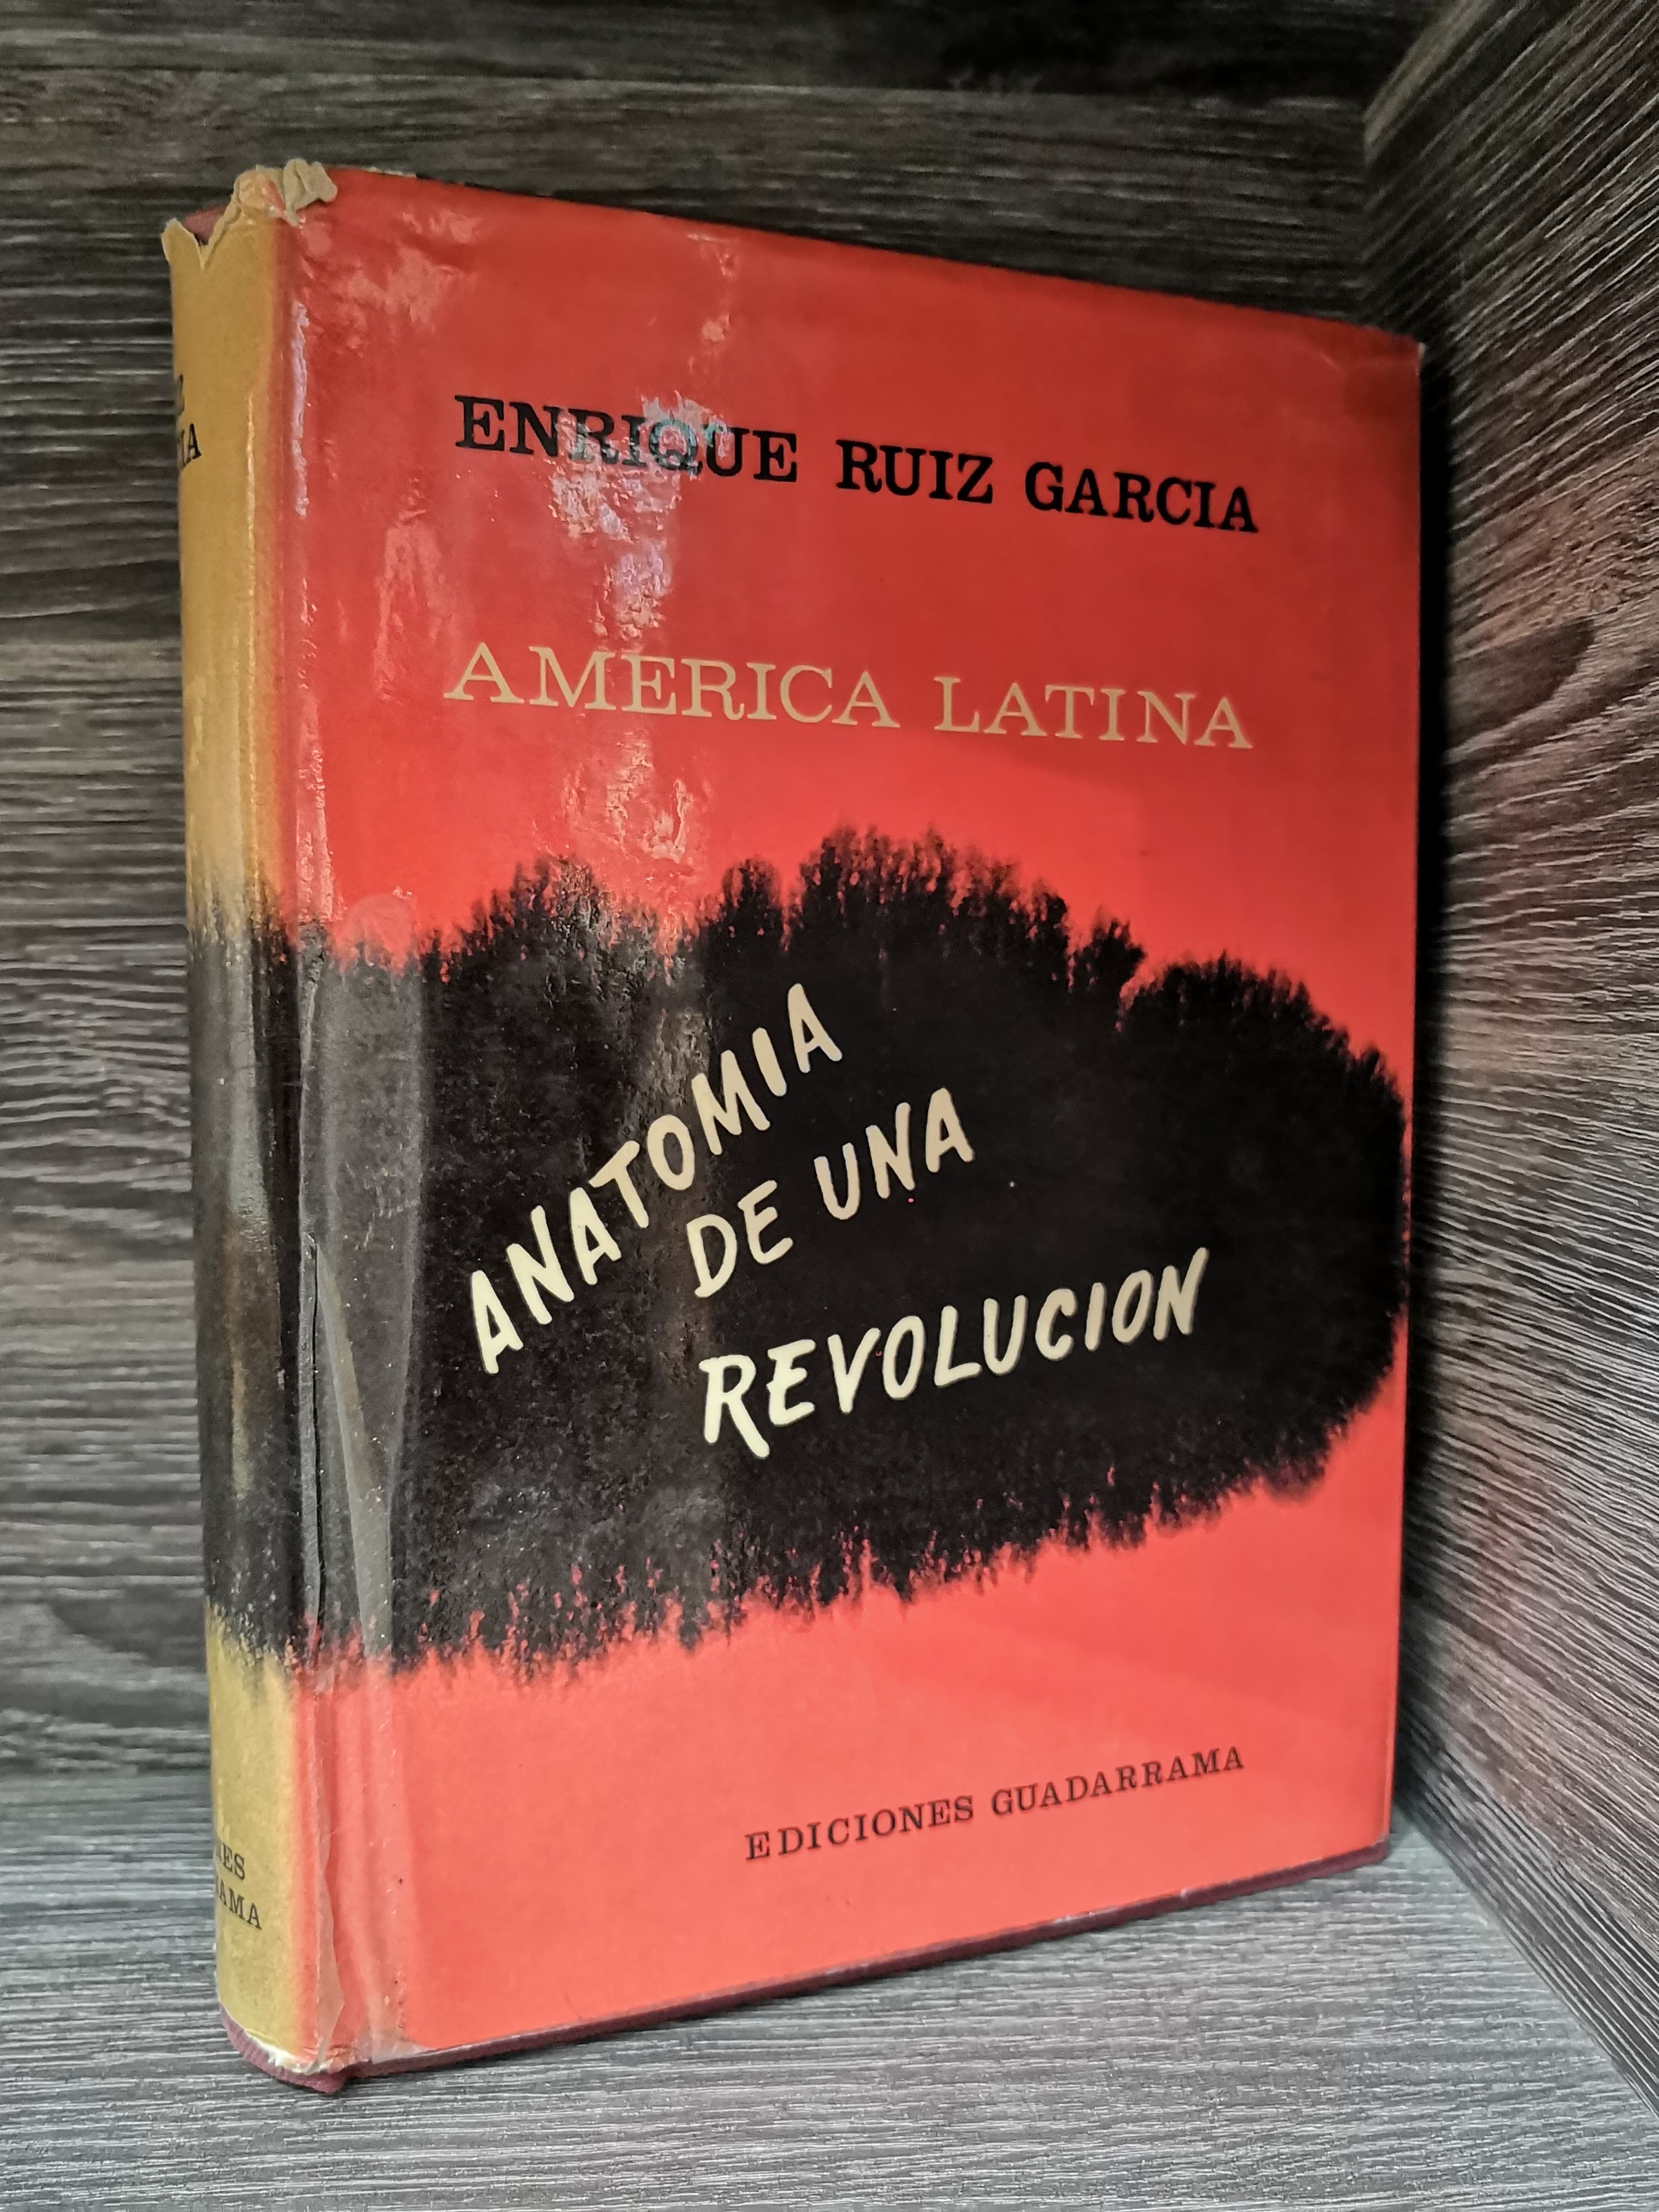 ENRIQUE RUIZ GARCIA
AMERICA LATINA
ANATOMIA
DE UNA
REVOLUCION
EDICIONES GUADARRAMA